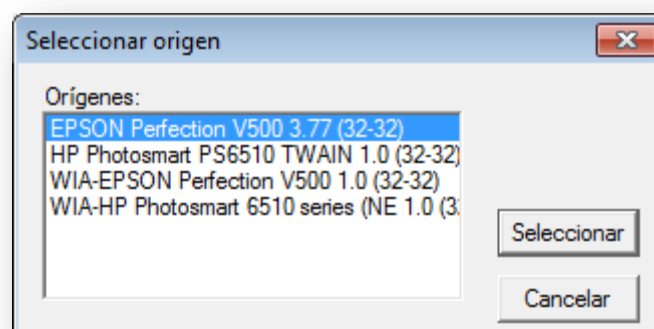 Seleccionar origen
Orígenes:
EPSON Perfection V500 3.77 (32-32)
HP Photosmart PS6510 TWAIN 1.0 (32-32)
WIA-EPSON Perfection V500 1.0 (32-32)
WIA-HP Photosmart 6510 series (NE 1.0 (3
Seleccionar
Cancelar